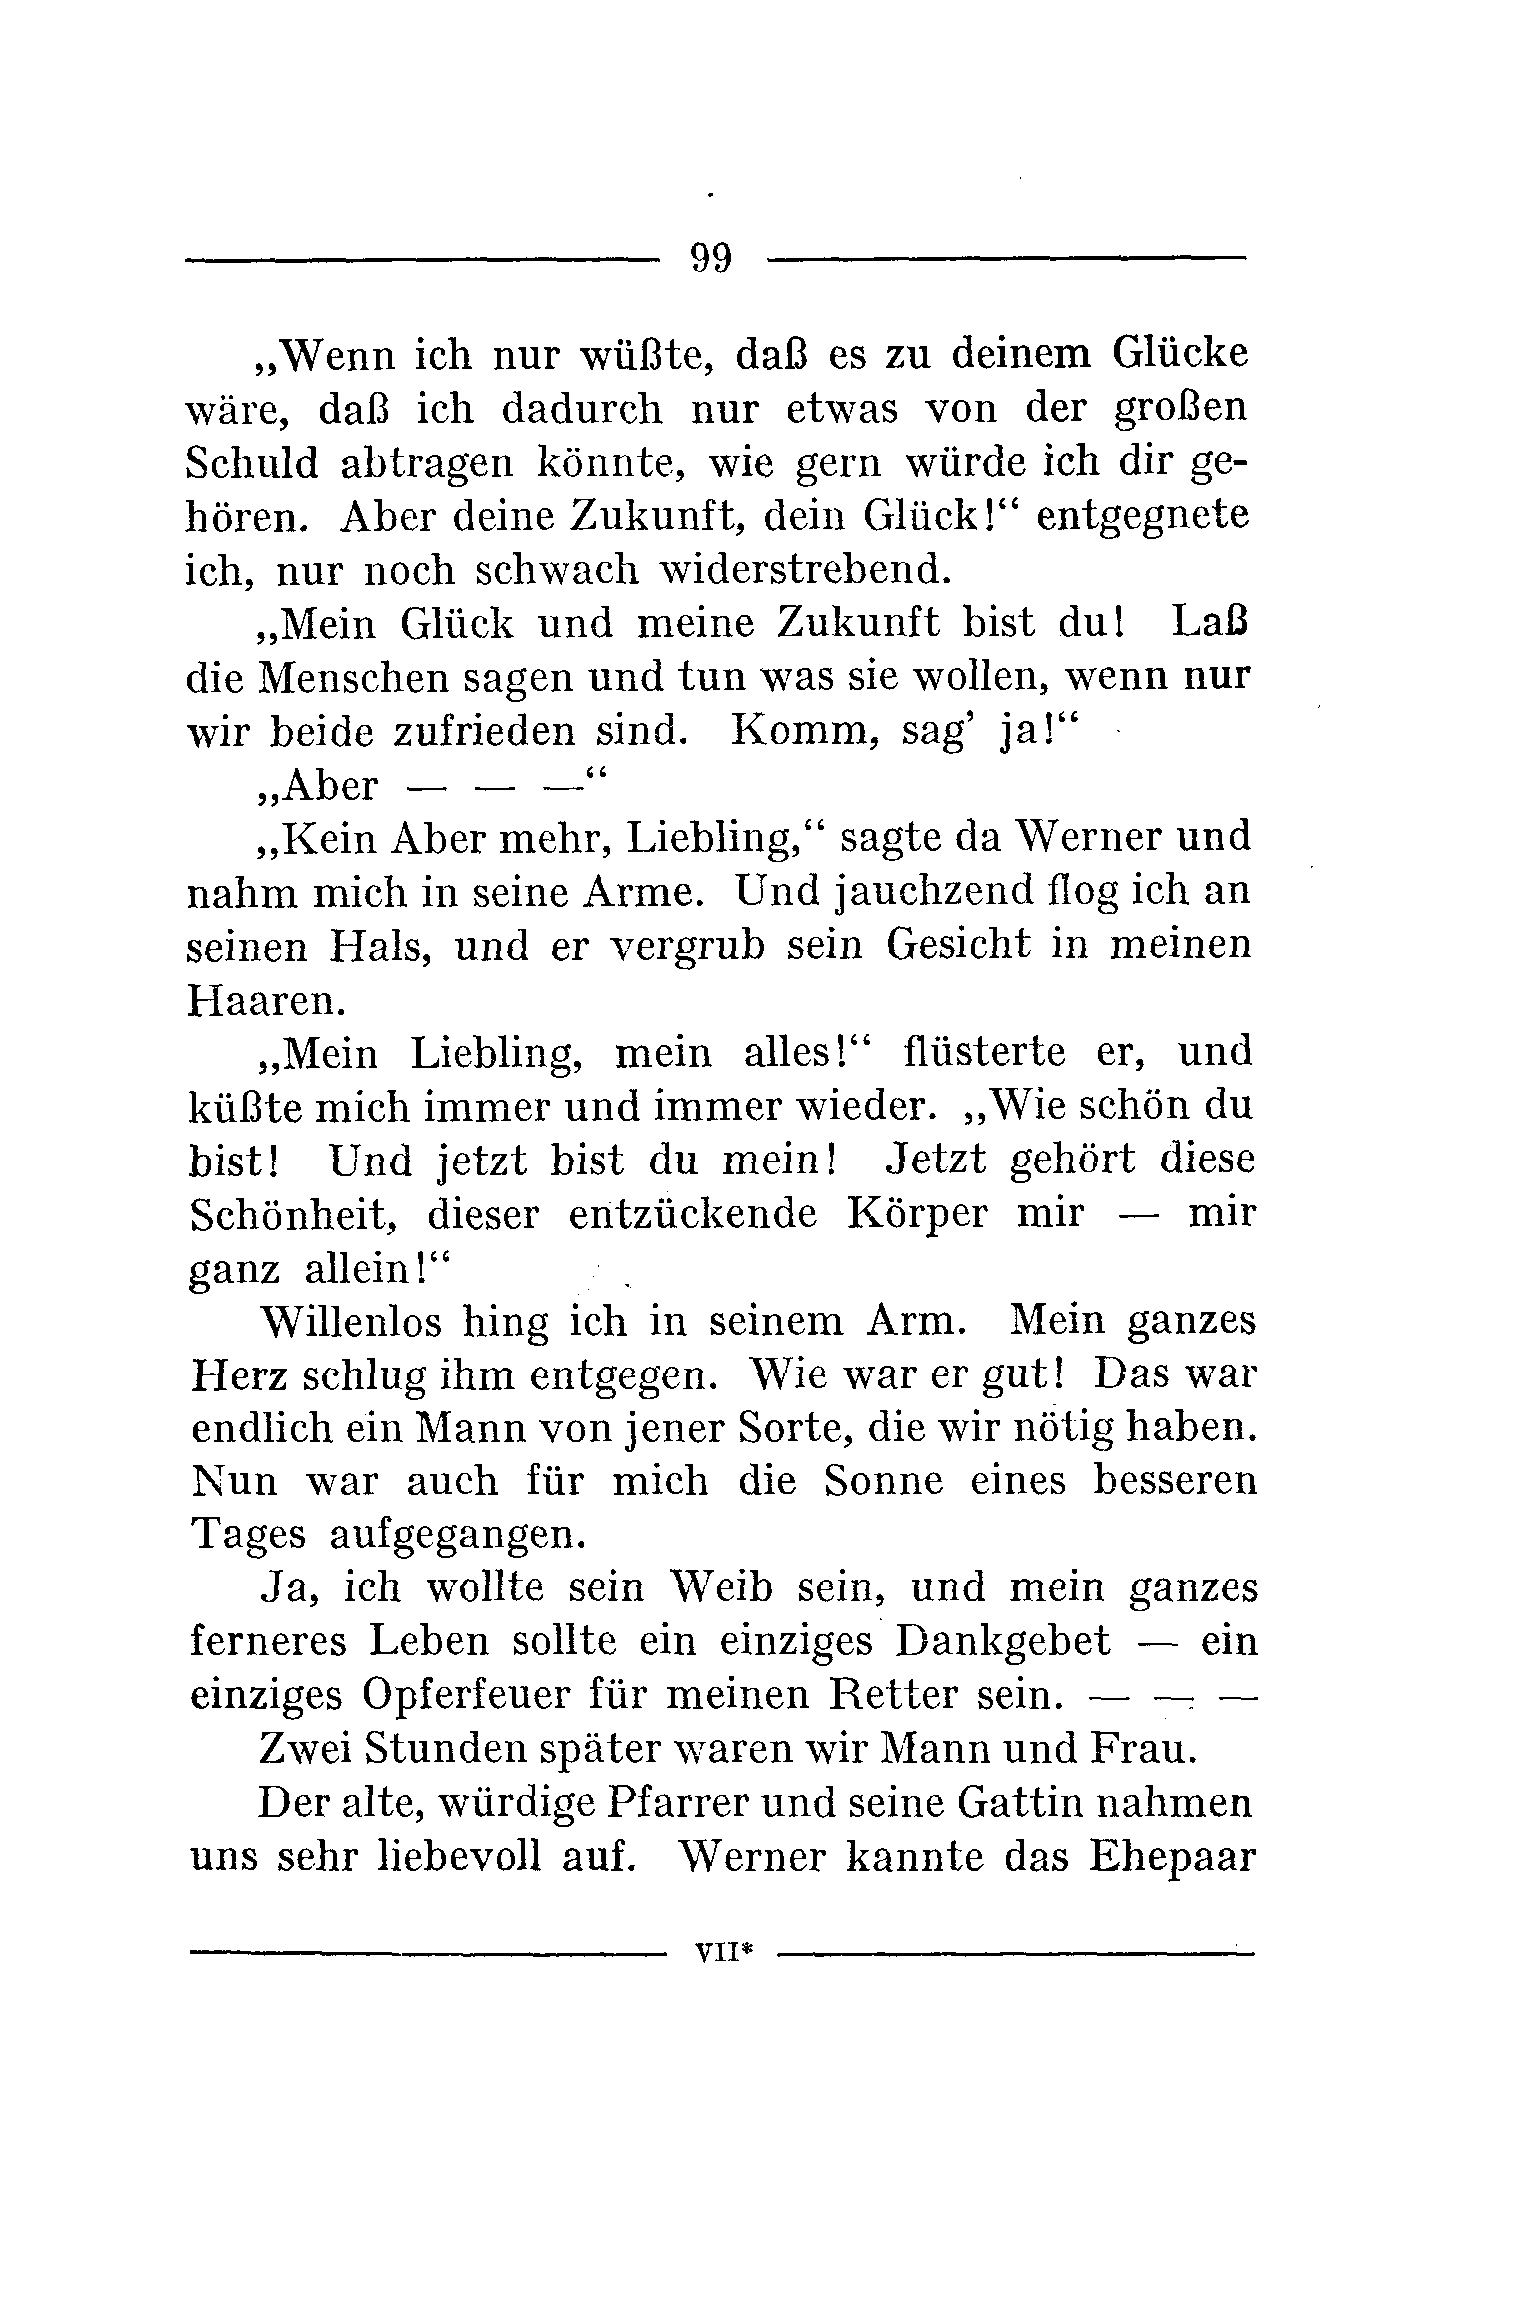 99
„Wenn ich nur wüßte, daß es zu deinem Glücke
wäre, daß ich dadurch nur etwas von der großen
Schuld abtragen könnte, wie gern würde ich dir ge-
hören. Aber deine Zukunft, dein Glück!“ entgegnete
ich, nur noch schwach widerstrebend.
„Mein Glück und meine Zukunft bist du! Laß
die Menschen sagen und tun was sie wollen, wenn nur
wir beide zufrieden sind. Komm, sag’ ja!“
„Aber — — —“
„Kein Aber mehr, Liebling,“ sagte da Werner und
nahm mich in seine Arme. Und jauchzend flog ich an
seinen Hals, und er vergrub sein Gesicht in meinen
Haaren.
„Mein Liebling, mein alles!“ flüsterte er, und
küßte mich immer und immer wieder. „Wie schön du
bist! Und jetzt bist du mein! Jetzt gehört diese
Schönheit, dieser entzückende Körper mir — mir
ganz allein!“
Willenlos hing ich in seinem Arm. Mein ganzes
Herz schlug ihm entgegen. Wie war er gut! Das war
endlich ein Mann von jener Sorte, die wir nötig haben.
Nun war auch für mich die Sonne eines besseren
Tages aufgegangen.
Ja, ich wollte sein Weib sein, und mein ganzes
ferneres Leben sollte ein einziges Dankgebet — ein
einziges Opferfeuer für meinen Retter sein. — — —
Zwei Stunden später waren wir Mann und Frau.
Der alte, würdige Pfarrer und seine Gattin nahmen
uns sehr liebevoll auf. Werner kannte das Ehepaar
VII*